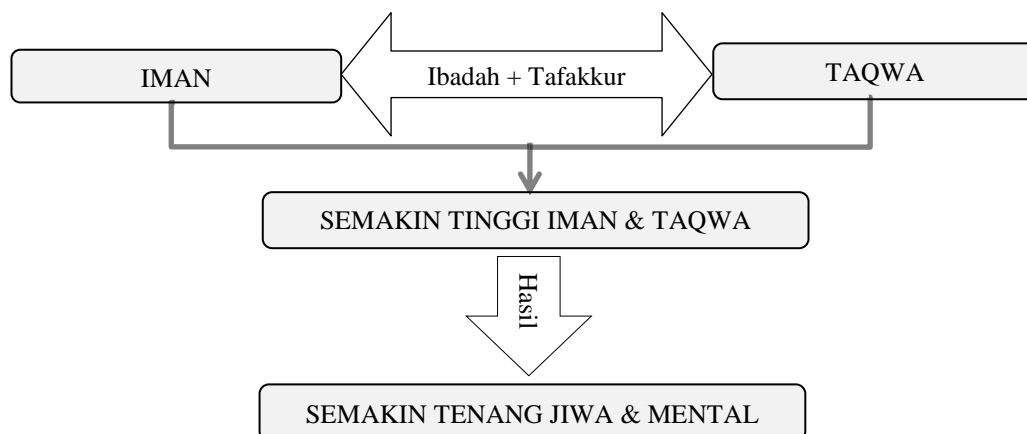 IMAN
Ibadah + Tafakkur
TAQWA
SEMAKIN TINGGI IMAN & TAQWA
Hasil
SEMAKIN TENANG JIWA & MENTAL